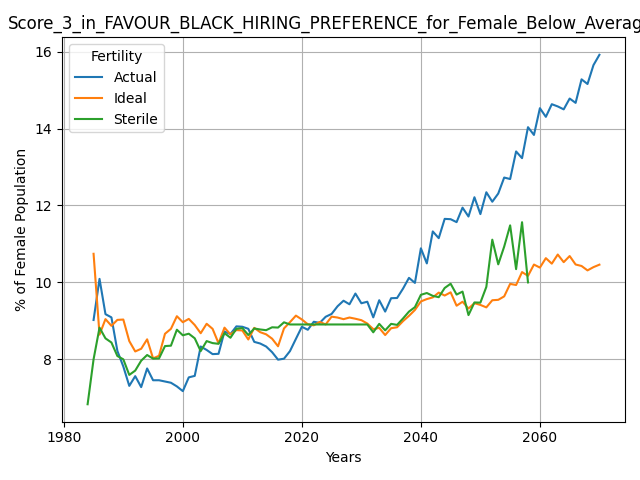 Score_3_in_FAVOUR_BLACK_HIRING_PREFERENCE_for_Female_Below_Averag
Fertility
Actual
Ideal
Sterile
% of Female Population
16
14
12
10
8
1980
2000
2020
2040
2060
Years